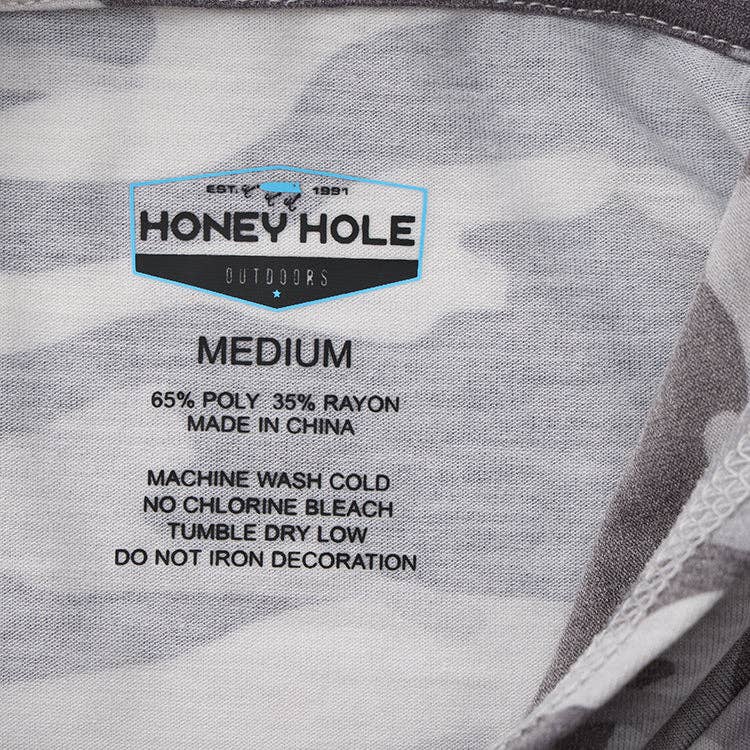 EST. 1991
HONEY HOLE
OUTDOORS
MEDIUM
65% POLY 35% RAYON
MADE IN CHINA
MACHINE WASH COLD
NO CHLORINE BLEACH
TUMBLE DRY LOW
DO NOT IRON DECORATION